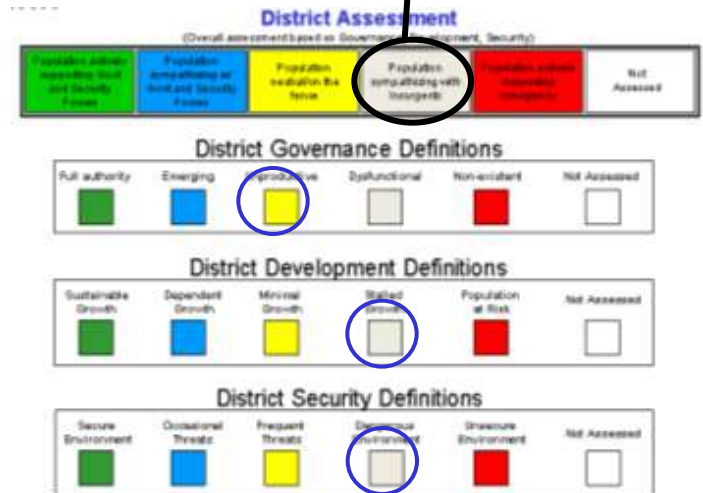 District Assessment
(Overall assessment based on Governance, Development, Security)
Population actively supporting Govt and Security Forces
Population sympathizing w/ Govt and Security Forces
Population neutral/on the fence
Population sympathizing with Insurgents
Population actively supporting Insurgency
Not Assessed
District Governance Definitions
Full authority Emerging Unproductive Dysfunctional Non-existent Not Assessed
District Development Definitions
Sustainable Growth Dependent Growth Minimal Growth Stalled Growth Population at Risk Not Assessed
District Security Definitions
Secure Environment Occasional Threats Frequent Threats Dangerous Environment Unsecure Environment Not Assessed